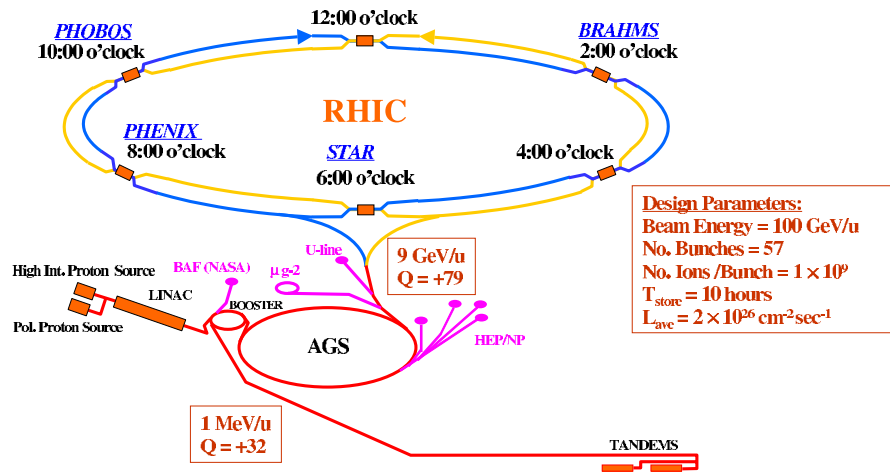 12:00 o'clock
PHOBOS
10:00 o'clock
BRAHMS
2:00 o'clock
RHIC
PHENIX
8:00 o'clock
STAR
6:00 o'clock
4:00 o'clock
Design Parameters:
Beam Energy = 100 GeV/u
No. Bunches = 57
No. Ions /Bunch = 1 × 10⁹
T_store = 10 hours
L_ave = 2 × 10²⁶ cm⁻² sec⁻¹
U-line
9 GeV/u
Q = +79
BAF (NASA)
μ g-2
High Int. Proton Source
LINAC
BOOSTER
Pol. Proton Source
AGS
HEP/NP
1 MeV/u
Q = +32
TANDEMS